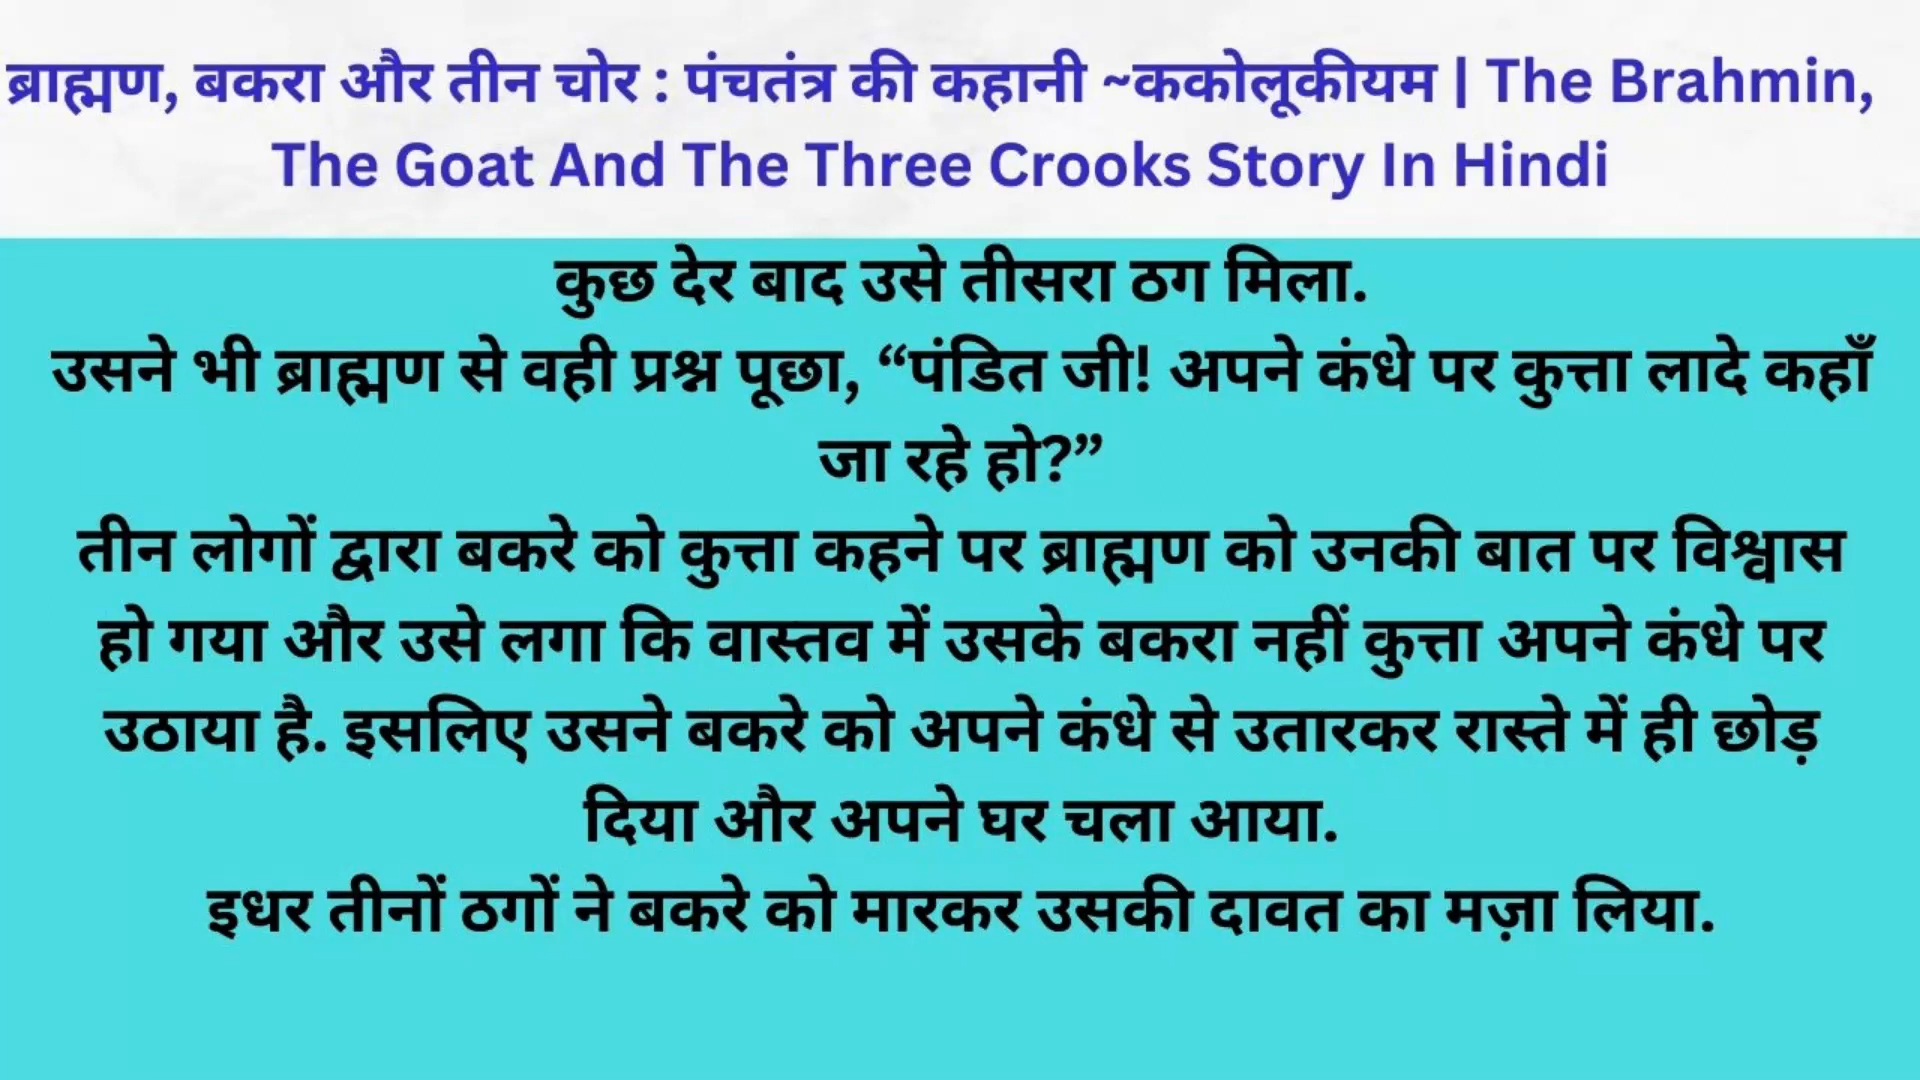 ब्राह्मण, बकरा और तीन चोर : पंचतंत्र की कहानी ~ककोलूकीयम | The Brahmin,
The Goat And The Three Crooks Story In Hindi
कुछ देर बाद उसे तीसरा ठग मिला.
उसने भी ब्राह्मण से वही प्रश्न पूछा, “पंडित जी! अपने कंधे पर कुत्ता लादे कहाँ
जा रहे हो?”
तीन लोगों द्वारा बकरे को कुत्ता कहने पर ब्राह्मण को उनकी बात पर विश्वास
हो गया और उसे लगा कि वास्तव में उसके बकरा नहीं कुत्ता अपने कंधे पर
उठाया है. इसलिए उसने बकरे को अपने कंधे से उतारकर रास्ते में ही छोड़
दिया और अपने घर चला आया.
इधर तीनों ठगों ने बकरे को मारकर उसकी दावत का मज़ा लिया.